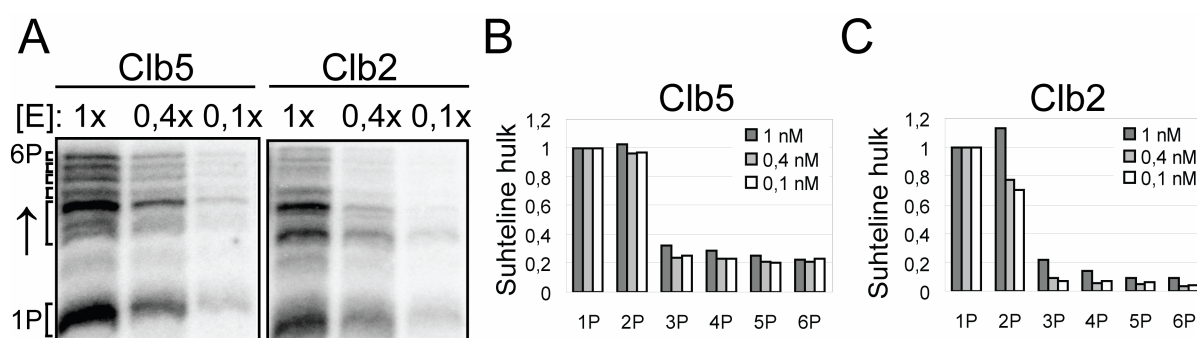 A
Clb5
Clb2
[E]: 1x 0,4x 0,1x 1x 0,4x 0,1x
6P
1P
B
Clb5
Suhteline hulk
1,2
1
0,8
0,6
0,4
0,2
0
1 nM
0,4 nM
0,1 nM
1P 2P 3P 4P 5P 6P
C
Clb2
Suhteline hulk
1,2
1
0,8
0,6
0,4
0,2
0
1 nM
0,4 nM
0,1 nM
1P 2P 3P 4P 5P 6P